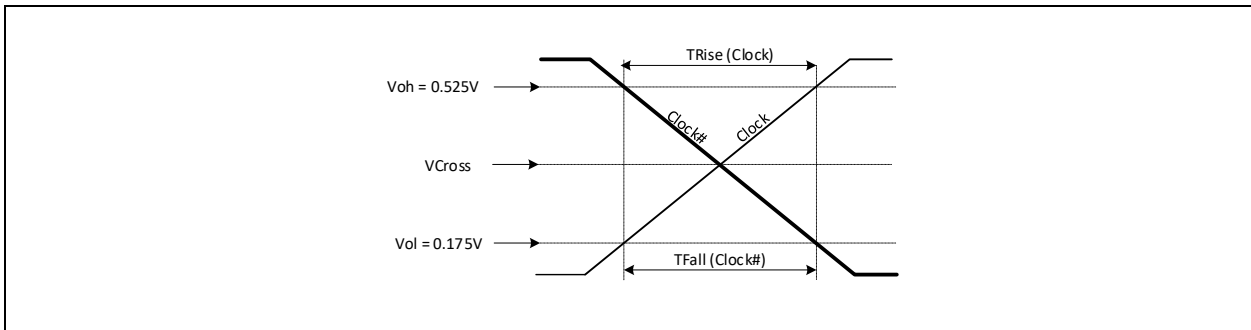 TRise (Clock)
Voh = 0.525V
Clock#
Clock
VCross
Vol = 0.175V
TFall (Clock#)